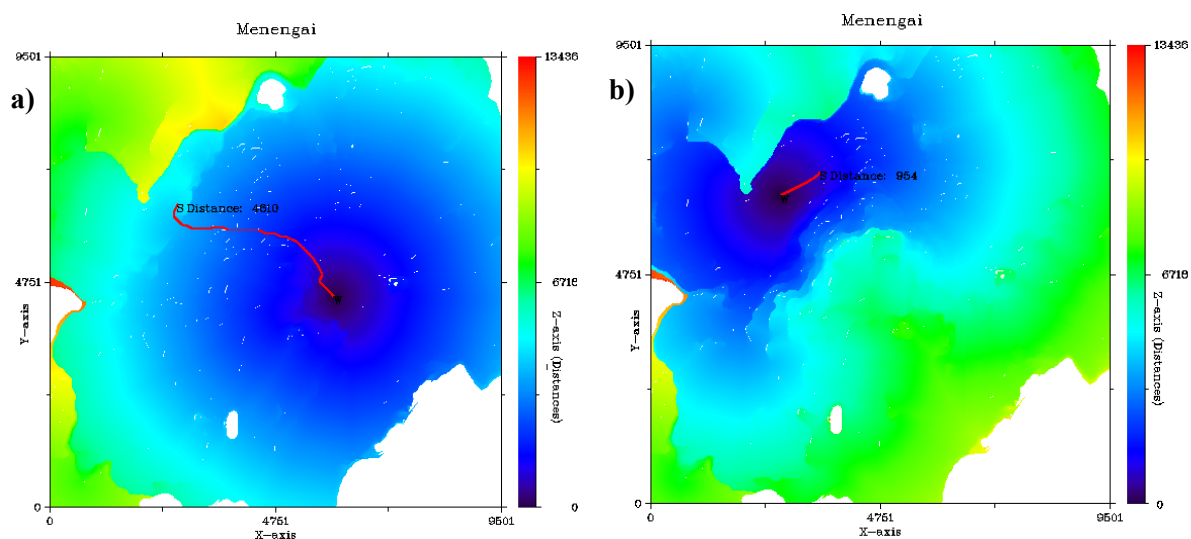 a)
Menengai
9501
4751
0
Y-axis
0
4751
9501
X-axis
S Distance: 4610
W
13436
6718
0
Z-axis (Distances)
b)
Menengai
9501
4751
0
Y-axis
0
4751
9501
X-axis
S Distance: 954
W
13436
6718
0
Z-axis (Distances)